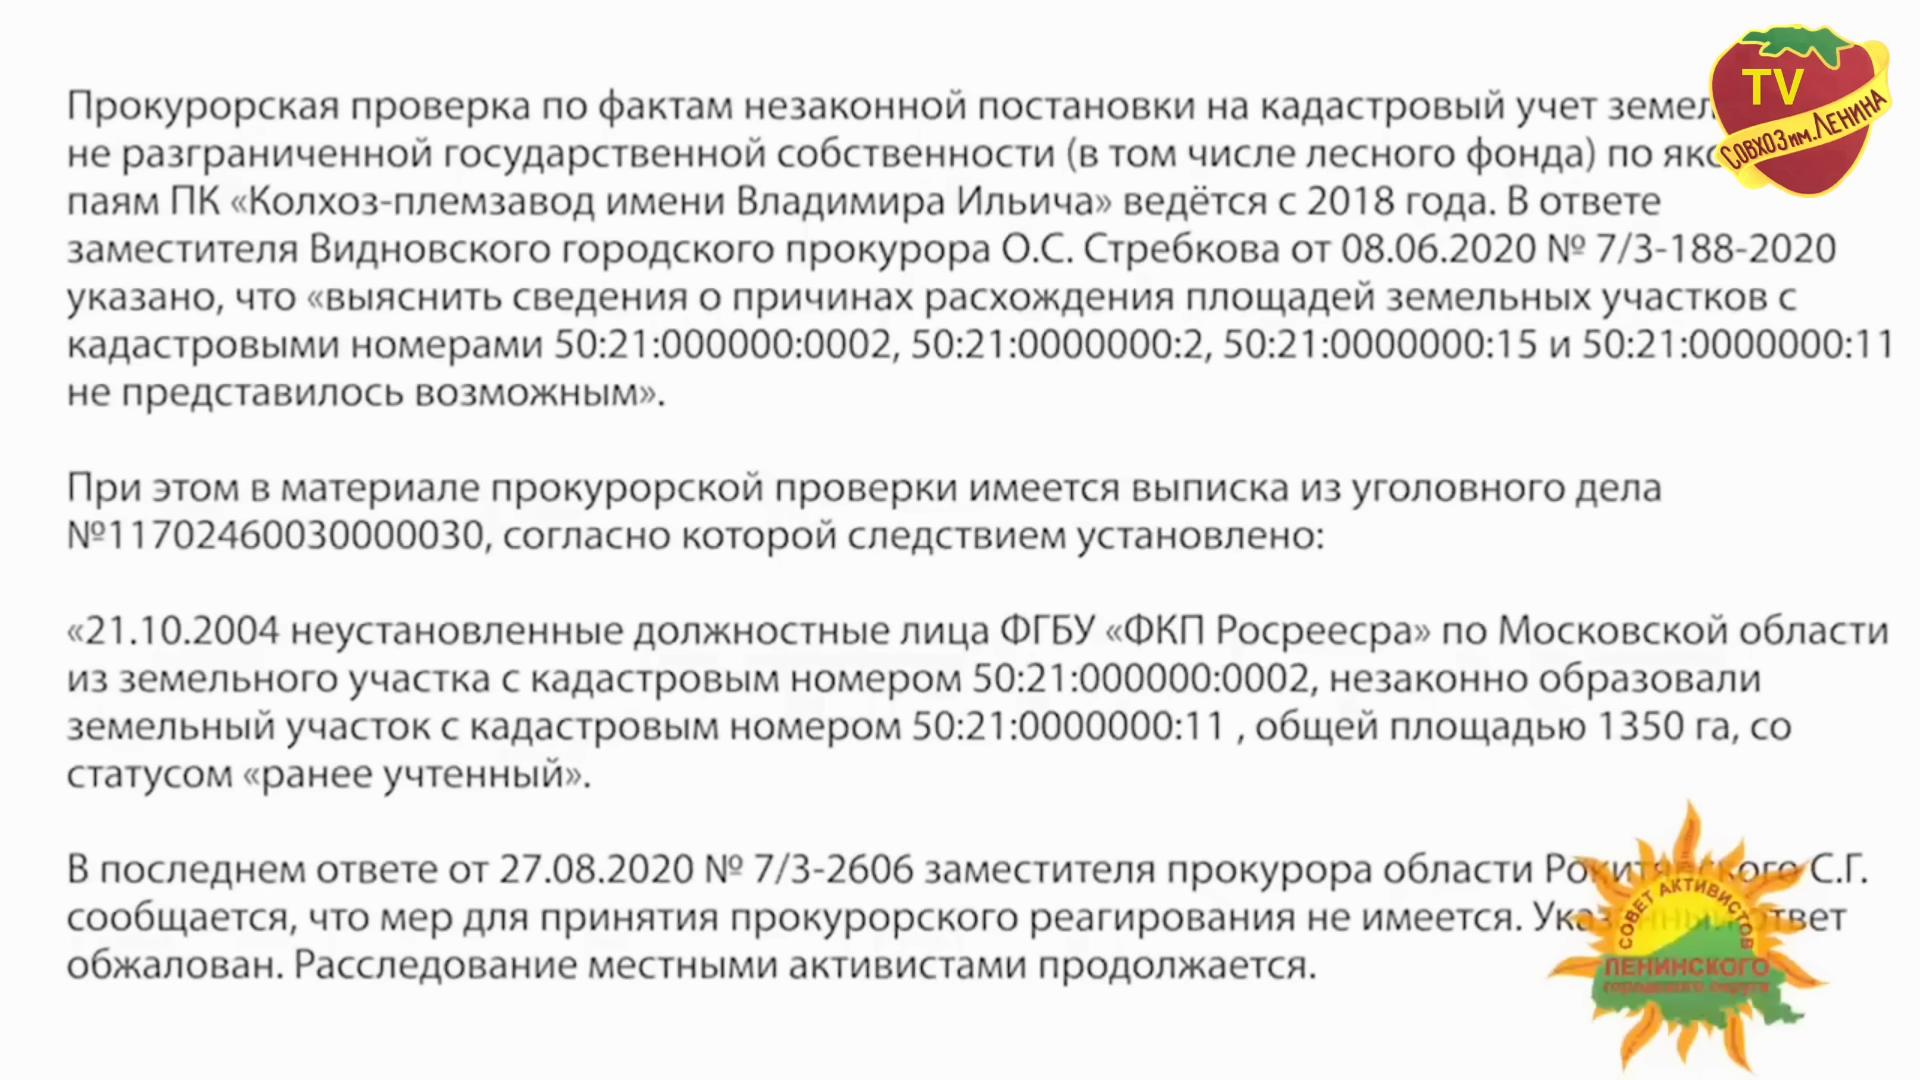 Прокурорская проверка по фактам незаконной постановки на кадастровый учет
не разграниченной государственной собственности (в том числе лесного фонда) по
паям ПК «Колхоз-племзавод имени Владимира Ильича» ведётся с 2018 года. В ответе
заместителя Видновского городского прокурора О.С. Стребкова от 08.06.2020 № 7/3-188-2020
указано, что «выяснить сведения о причинах расхождения площадей земельных участков с
кадастровыми номерами 50:21:000000:0002, 50:21:0000000:2, 50:21:0000000:15 и 50:21:0000000:11
не представилось возможным».
При этом в материале прокурорской проверки имеется выписка из уголовного дела
№11702460030000030, согласно которой следствием установлено:
«21.10.2004 неустановленные должностные лица ФГБУ «ФКП Росреесра» по Московской области
из земельного участка с кадастровым номером 50:21:000000:0002, незаконно образовали
земельный участок с кадастровым номером 50:21:0000000:11 , общей площадью 1350 га, со
статусом «ранее учтенный».
В последнем ответе от 27.08.2020 № 7/3-2606 заместителя прокурора области С.Г.
сообщается, что мер для принятия прокурорского реагирования не имеется. ответ
обжалован. Расследование местными активистами продолжается.
TV
Совхоз им. Ленина
СОВЕТ АКТИВИСТОВ
ЛЕНИНСКОГО
городского округа